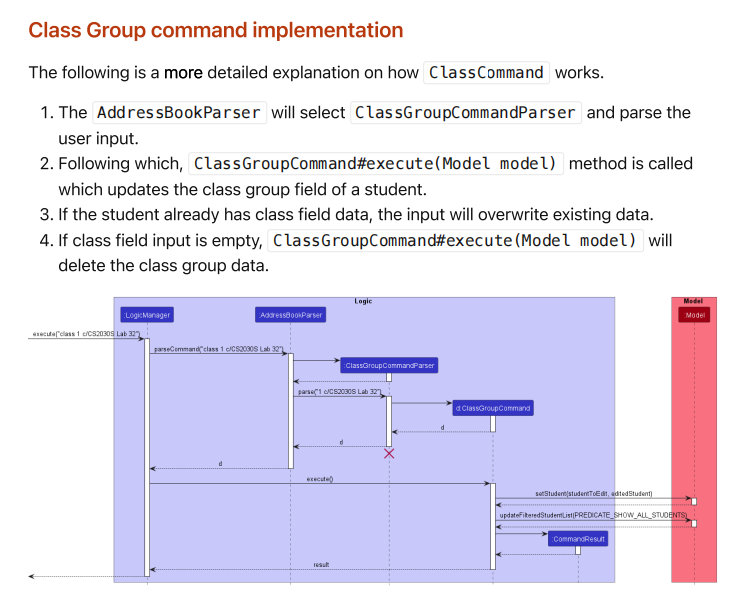 Class Group command implementation
The following is a more detailed explanation on how ClassCommand works.
1. The AddressBookParser will select ClassGroupCommandParser and parse the
user input.
2. Following which, ClassGroupCommand#execute(Model model) method is called
which updates the class group field of a student.
3. If the student already has class field data, the input will overwrite existing data.
4. If class field input is empty, ClassGroupCommand#execute(Model model) will
delete the class group data.
Logic
Model
:LogicManager
:AddressBookParser
:Model
execute("class 1 c/CS2030S Lab 32")
parseCommand("class 1 c/CS2030S Lab 32")
:ClassGroupCommandParser
parse("1 c/CS2030S Lab 32")
d:ClassGroupCommand
d
d
d
execute()
setStudent(studentToEdit, editedStudent)
updateFilteredStudentList(PREDICATE_SHOW_ALL_STUDENTS)
:CommandResult
result